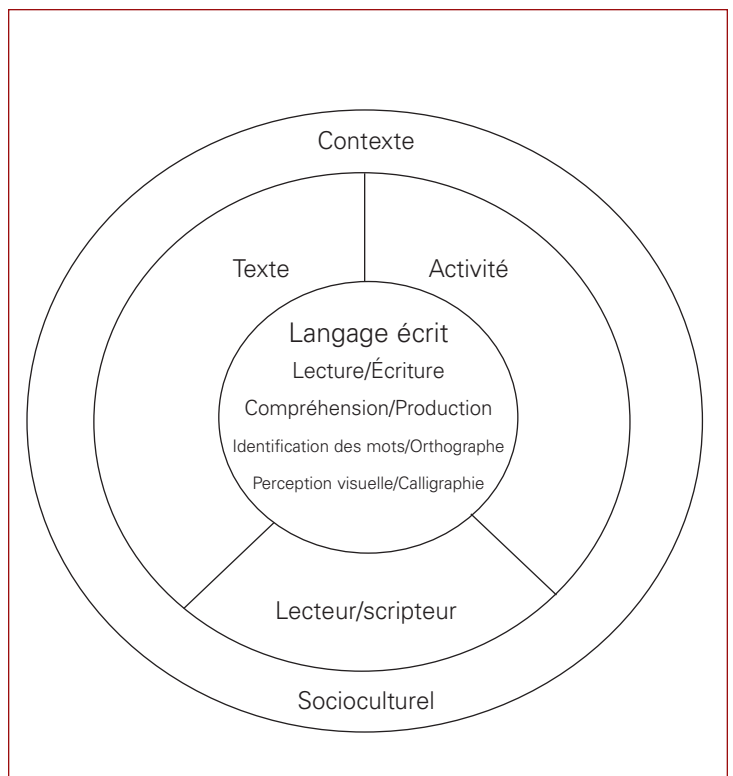 Contexte
Texte
Activité
Langage écrit
Lecture/Écriture
Compréhension/Production
Identification des mots/Orthographe
Perception visuelle/Calligraphie
Lecteur/scripteur
Socioculturel